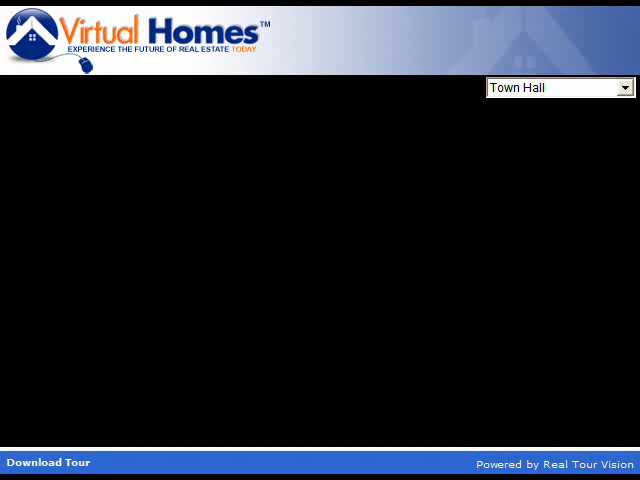 Virtual Homes™
EXPERIENCE THE FUTURE OF REAL ESTATE TODAY
Town Hall
Download Tour
Powered by Real Tour Vision